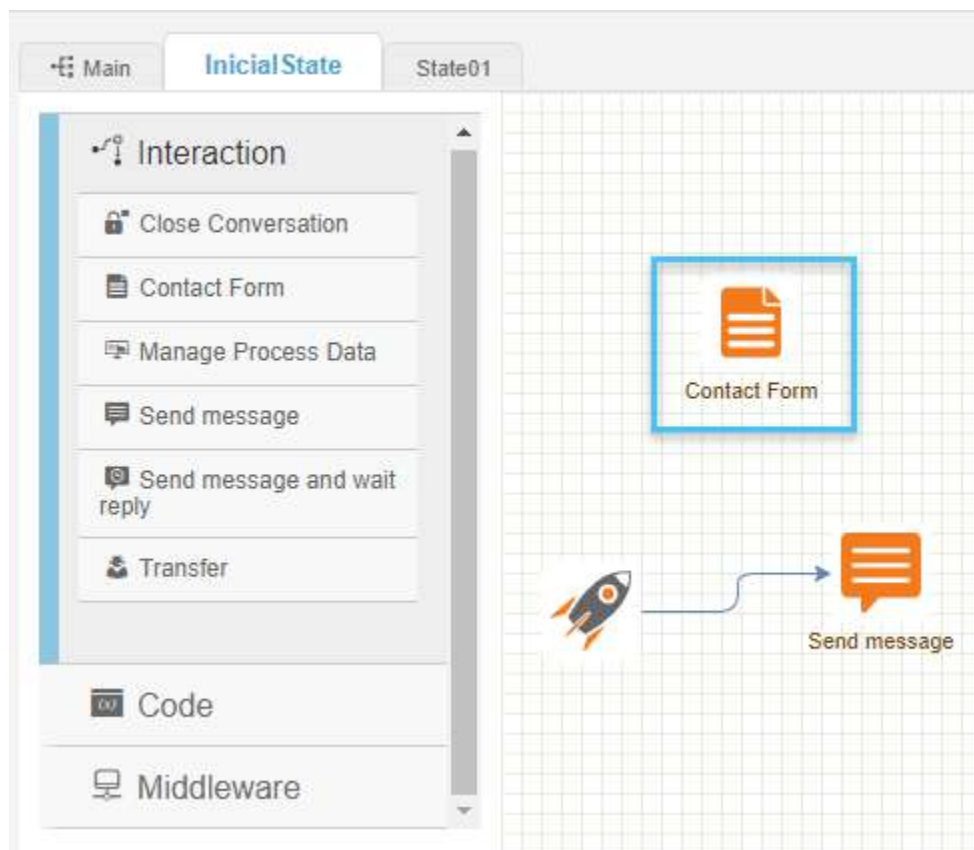 Main
InicialState
State01
Interaction
Close Conversation
Contact Form
Manage Process Data
Send message
Send message and wait
reply
Transfer
Code
Middleware
Contact Form
Send message